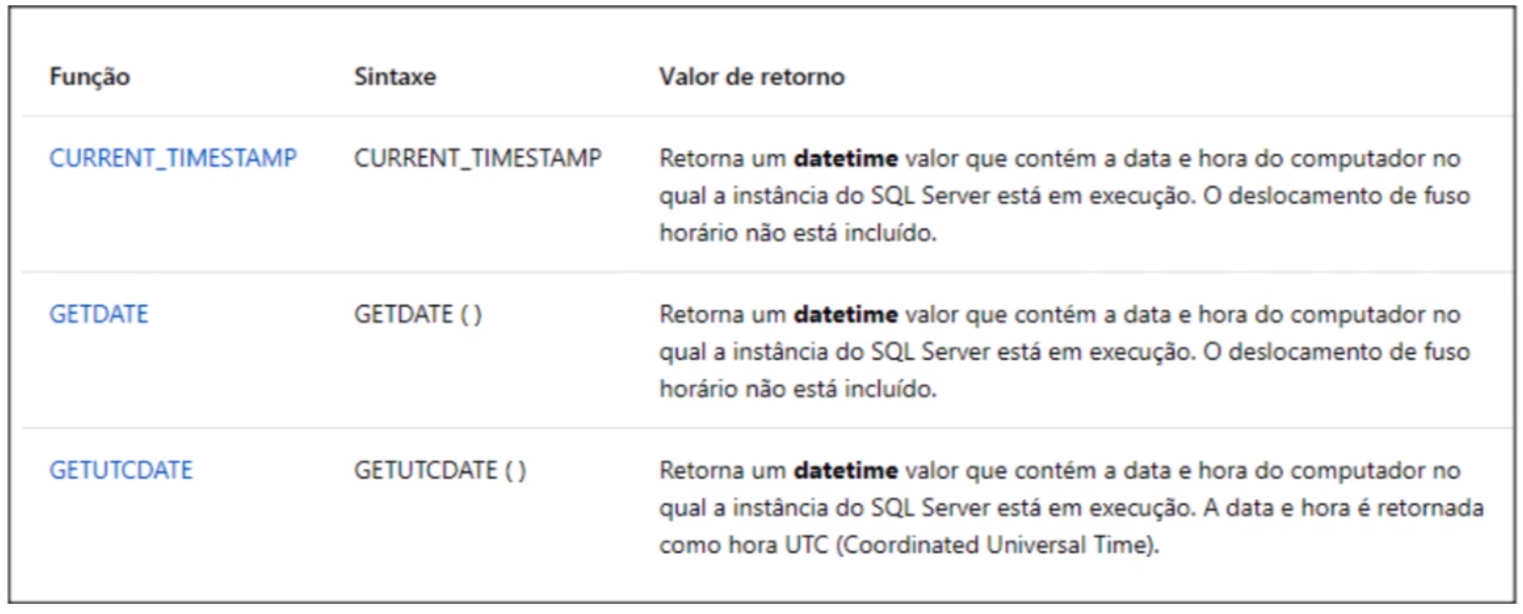 Função Sintaxe Valor de retorno
CURRENT_TIMESTAMP CURRENT_TIMESTAMP Retorna um datetime valor que contém a data e hora do computador no
qual a instância do SQL Server está em execução. O deslocamento de fuso
horário não está incluído.
GETDATE GETDATE ( ) Retorna um datetime valor que contém a data e hora do computador no
qual a instância do SQL Server está em execução. O deslocamento de fuso
horário não está incluído.
GETUTCDATE GETUTCDATE ( ) Retorna um datetime valor que contém a data e hora do computador no
qual a instância do SQL Server está em execução. A data e hora é retornada
como hora UTC (Coordinated Universal Time).